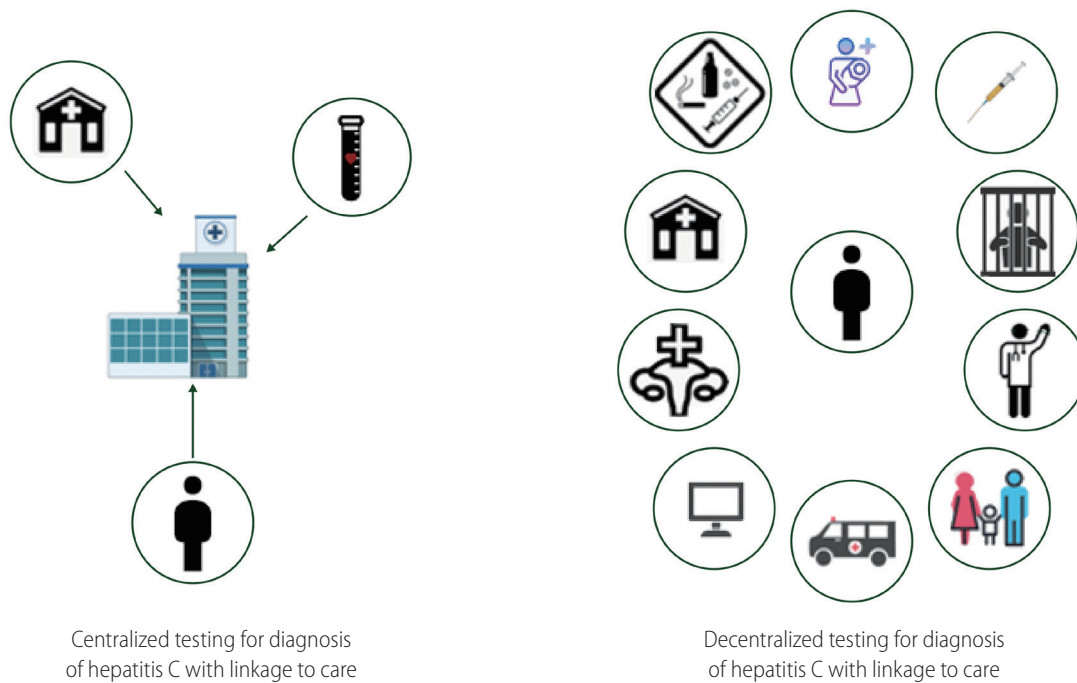 Centralized testing for diagnosis
of hepatitis C with linkage to care
Decentralized testing for diagnosis
of hepatitis C with linkage to care